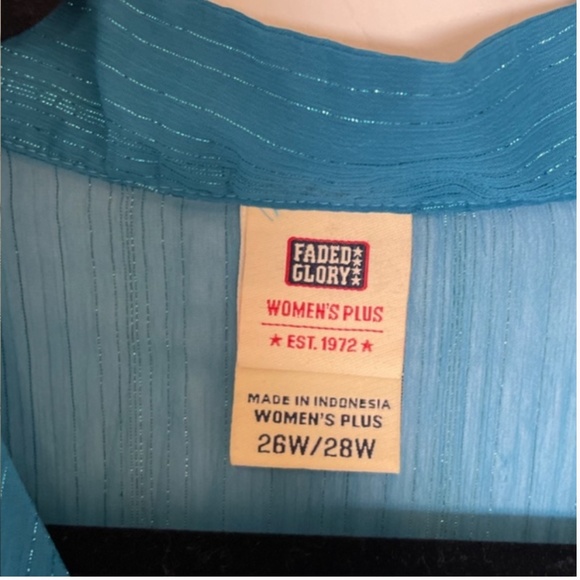 FADED
GLORY
WOMEN'S PLUS
★ EST. 1972 ★
MADE IN INDONESIA
WOMEN'S PLUS
26W/28W